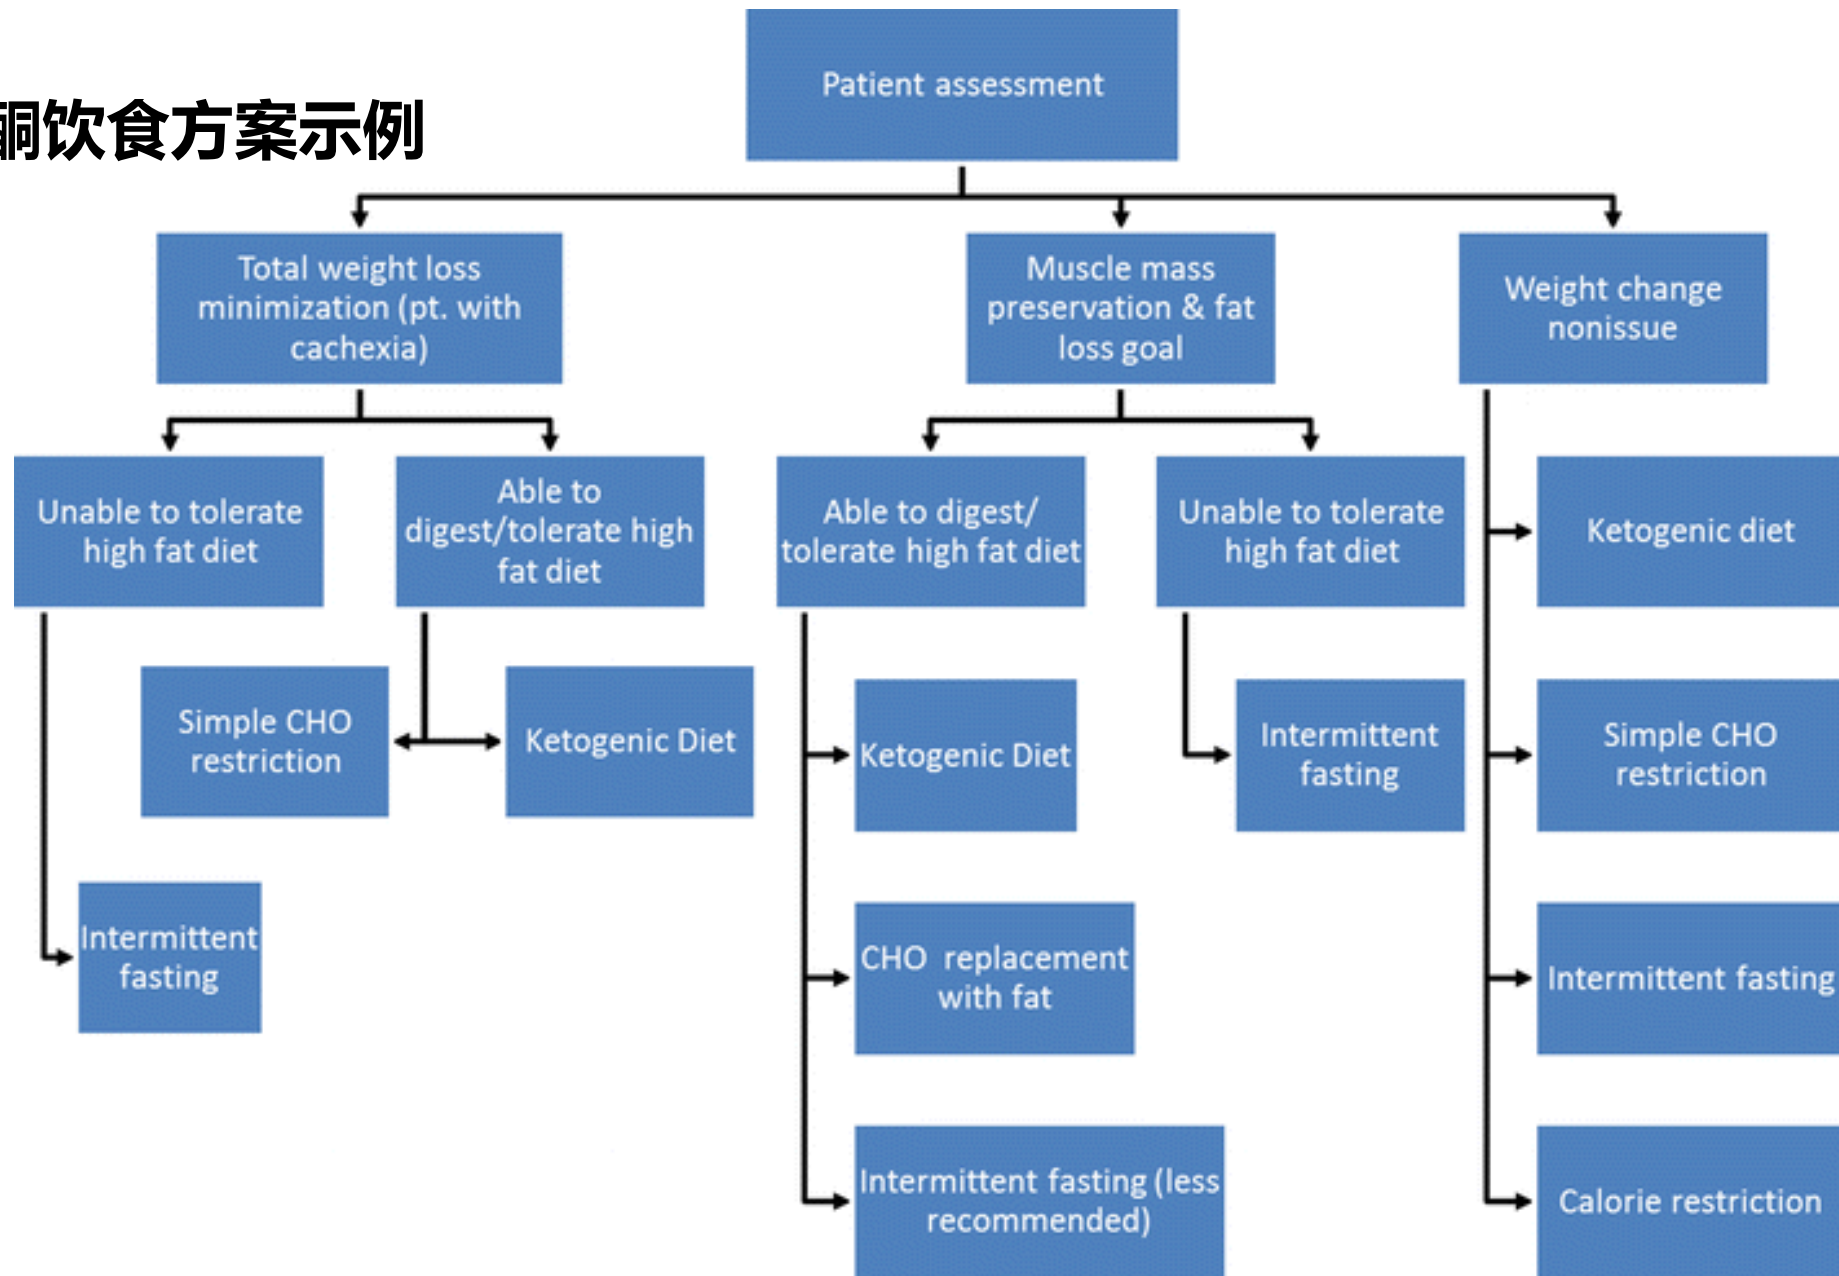 Patient assessment
酮饮食方案示例
Total weight loss
minimization (pt. with
cachexia)
Muscle mass
preservation & fat
loss goal
Weight change
nonissue
Unable to tolerate
high fat diet
Able to
digest/tolerate high
fat diet
Able to digest/
tolerate high fat diet
Unable to tolerate
high fat diet
Ketogenic diet
Simple CHO
restriction
Ketogenic Diet
Ketogenic Diet
Intermittent
fasting
Simple CHO
restriction
Intermittent
fasting
CHO replacement
with fat
Intermittent fasting
Intermittent fasting (less
recommended)
Calorie restriction